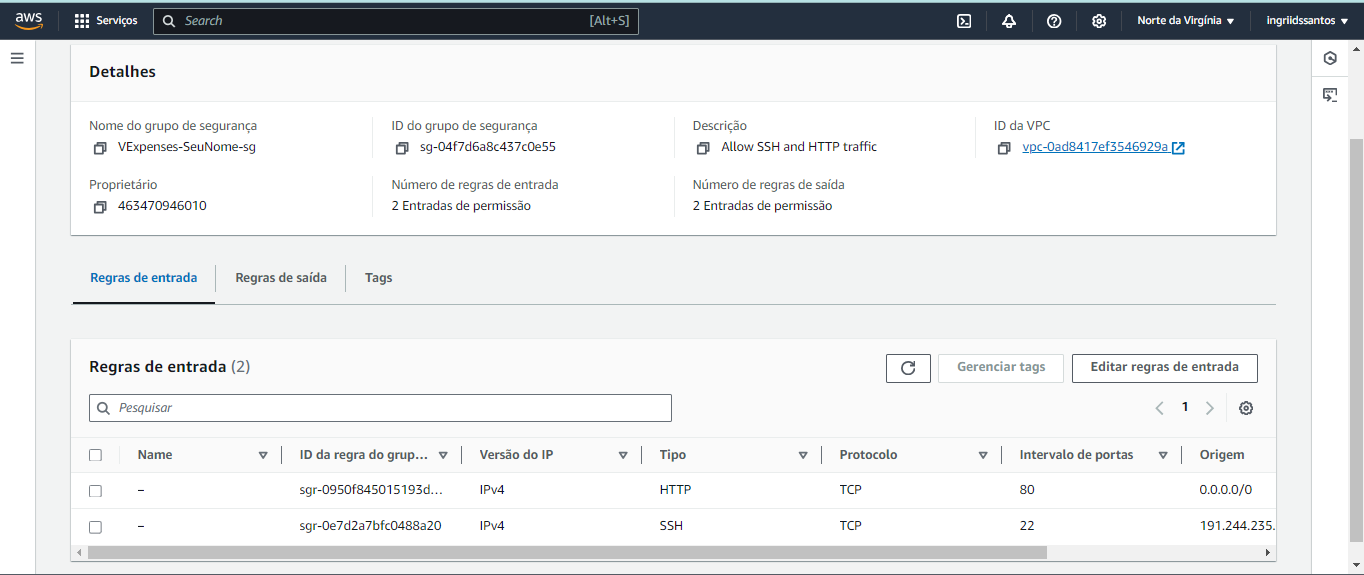 aws
Serviços
Search
[Alt+S]
Norte da Virgínia
ingriidssantos
Detalhes
Nome do grupo de segurança
VExpenses-SeuNome-sg
ID do grupo de segurança
sg-04f7d6a8c437c0e55
Descrição
Allow SSH and HTTP traffic
ID da VPC
vpc-0ad8417ef3546929a
Proprietário
463470946010
Número de regras de entrada
2 Entradas de permissão
Número de regras de saída
2 Entradas de permissão
Regras de entrada
Regras de saída
Tags
Regras de entrada (2)
Gerenciar tags
Editar regras de entrada
Pesquisar
1
Name
ID da regra do grup...
Versão do IP
Tipo
Protocolo
Intervalo de portas
Origem
–
sgr-0950f845015193d...
IPv4
HTTP
TCP
80
0.0.0.0/0
–
sgr-0e7d2a7bfc0488a20
IPv4
SSH
TCP
22
191.244.235.